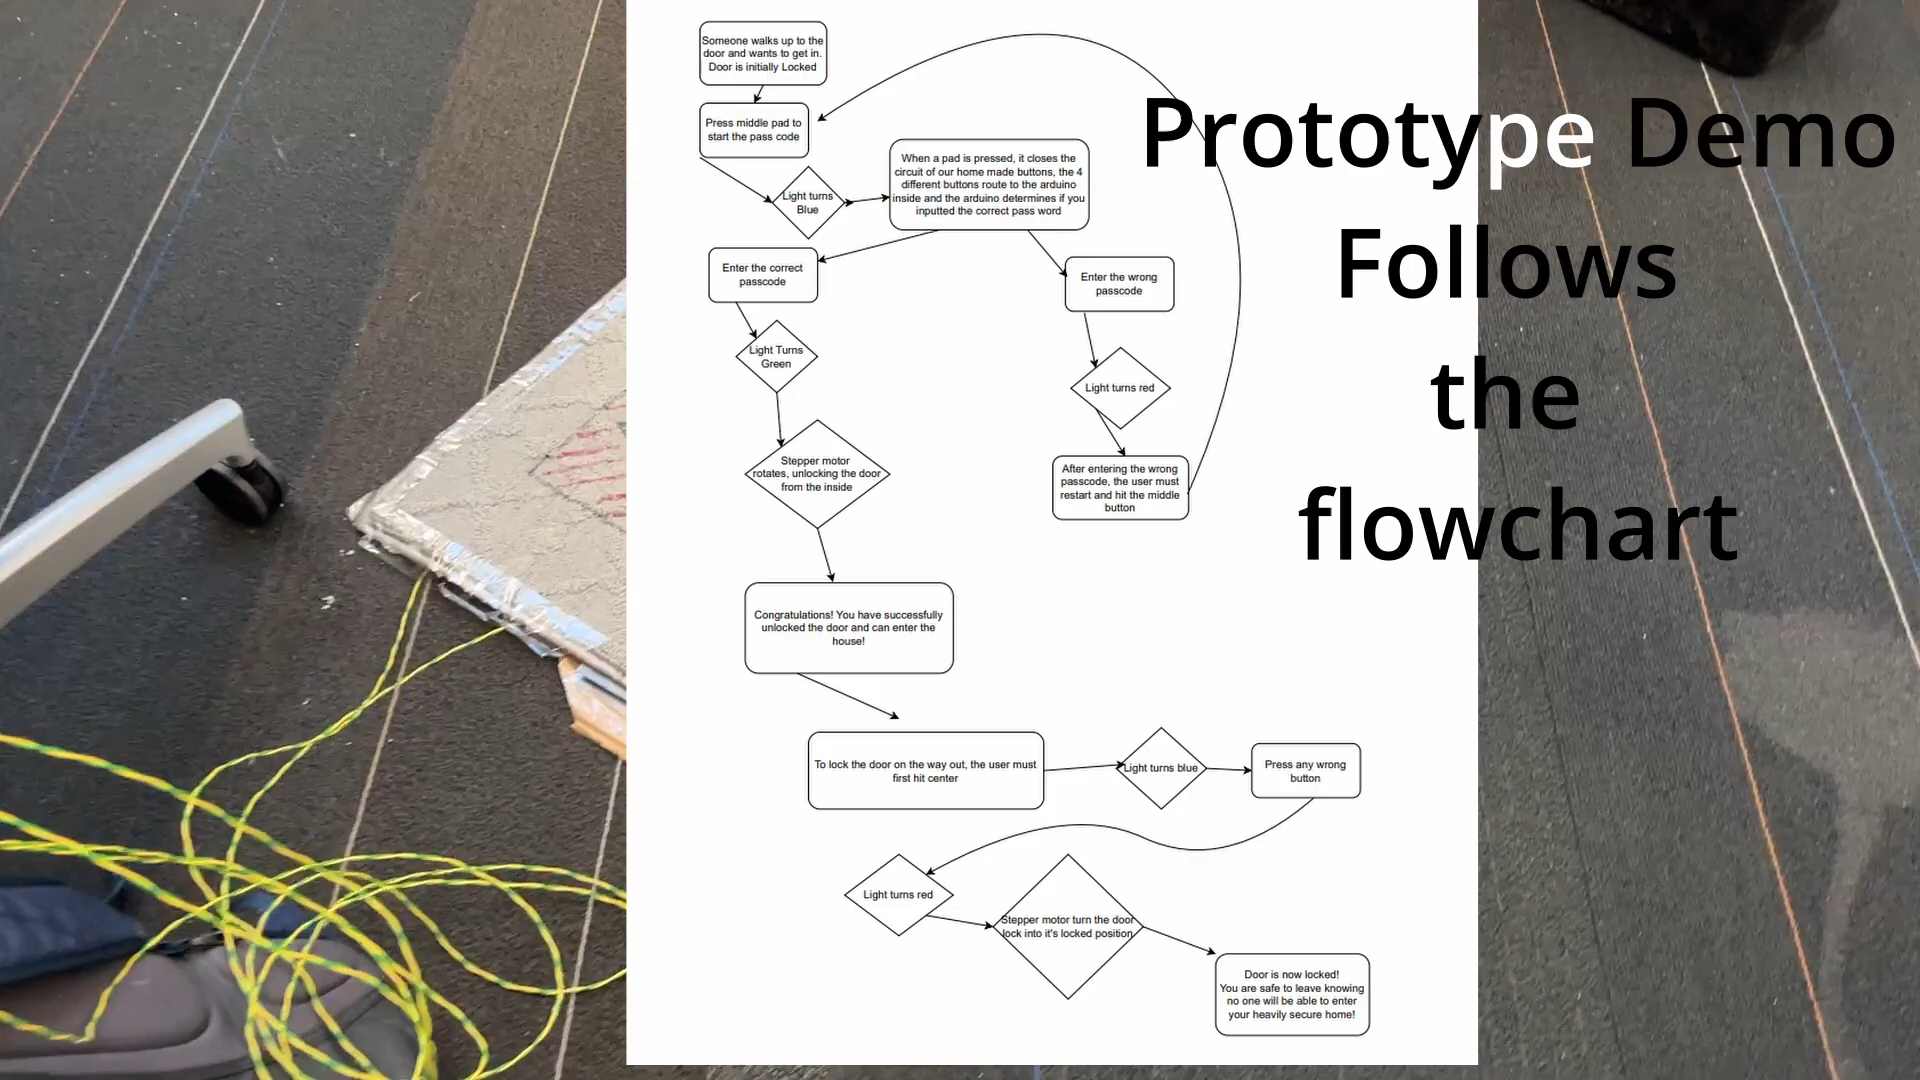 Someone walks up to the
door and wants to get in.
Door is initially Locked
Press middle pad to
start the pass code
Light turns
Blue
When a pad is pressed, it closes the
circuit of our home made buttons, the 4
different buttons route to the arduino
inside and the arduino determines if you
inputted the correct pass word
Prototype Demo
Follows
the
flowchart
Enter the correct
passcode
Enter the wrong
passcode
Light Turns
Green
Light turns red
Stepper motor
rotates, unlocking the door
from the inside
After entering the wrong
passcode, the user must
restart and hit the middle
button
Congratulations! You have successfully
unlocked the door and can enter the
house!
To lock the door on the way out, the user must
first hit center
Light turns blue
Press any wrong
button
Light turns red
Stepper motor turn the door
lock into it's locked position
Door is now locked!
You are safe to leave knowing
no one will be able to enter
your heavily secure home!